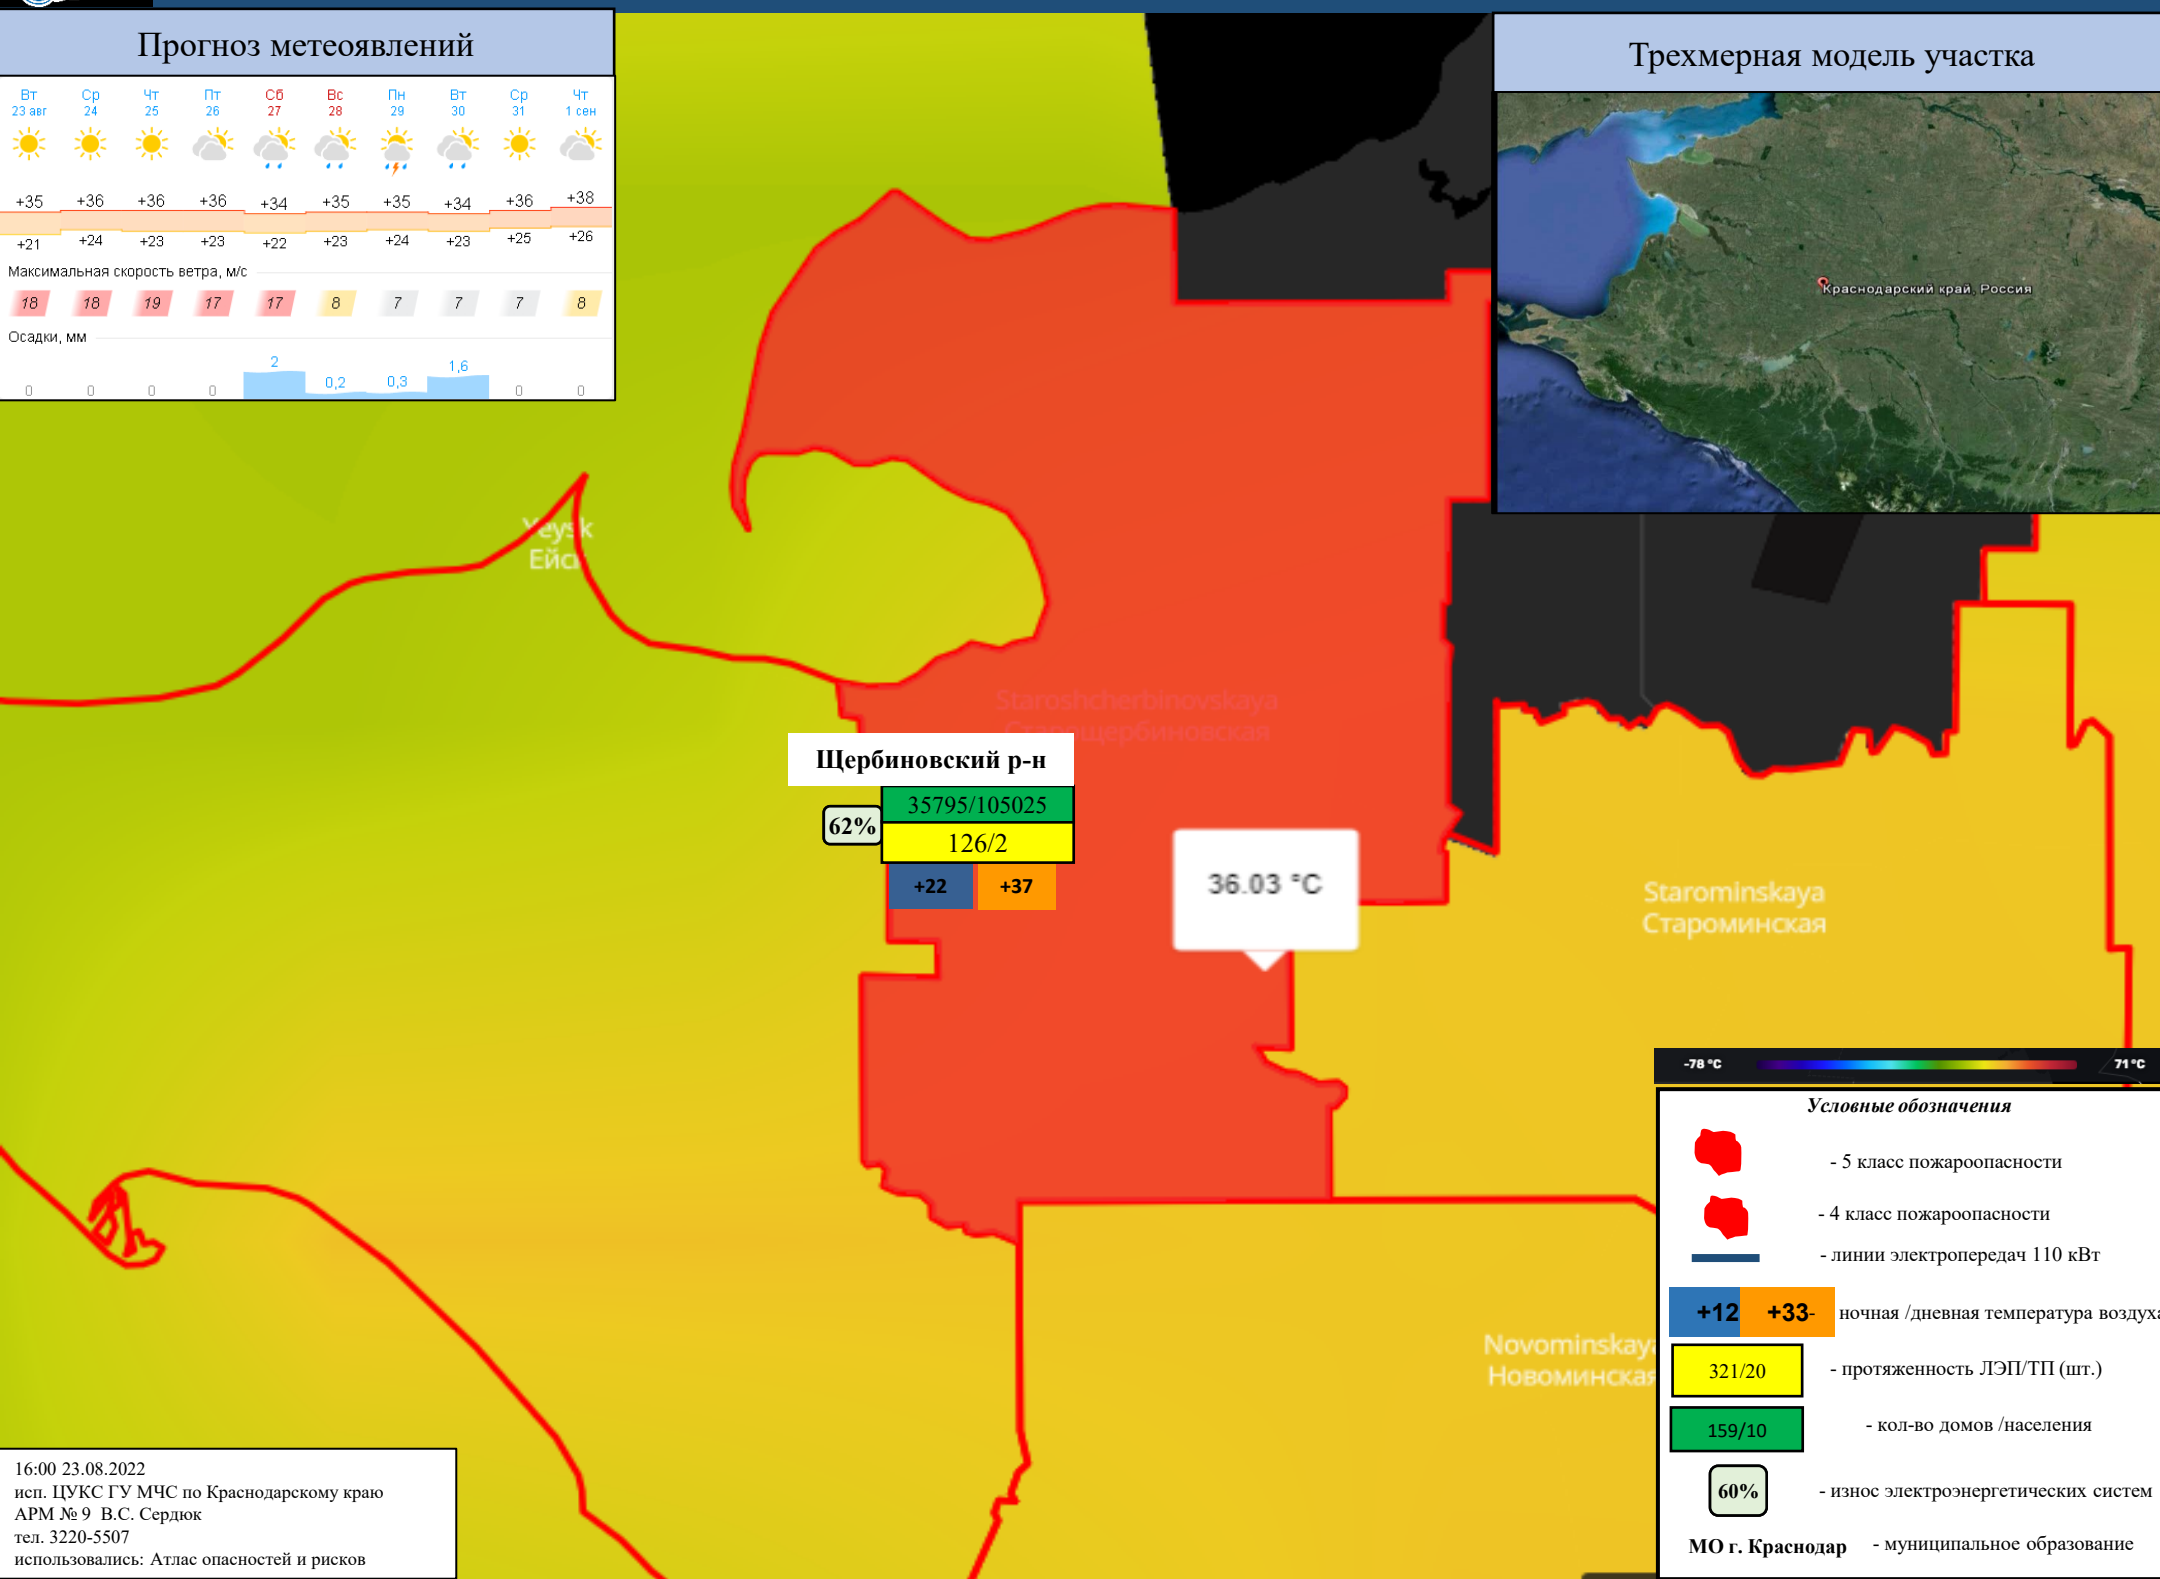 Прогноз метеоявлений
Вт Ср Чт Пт Сб Вс Пн Вт Ср Чт
23 авг 24 25 26 27 28 29 30 31 1 сен
+35 +36 +36 +36 +34 +35 +35 +34 +36 +38
+21 +24 +23 +23 +22 +23 +24 +23 +25 +26
Максимальная скорость ветра, м/с
18 18 19 17 17 8 7 7 7 8
Осадки, мм
0 0 0 0 2 0,2 0,3 1,6 0 0
Трехмерная модель участка
Краснодарский край, Россия
Yeysk
Ейск
Staroshcherbinovskaya
Старощербиновская
Щербиновский р-н
35795/105025
62%
126/2
+22 +37
36.03 °C
Starominskaya
Староминская
Novominskaya
Новоминская
-78 °C 71 °C
Условные обозначения
- 5 класс пожароопасности
- 4 класс пожароопасности
- линии электропередач 110 кВт
+12 +33- ночная /дневная температура воздуха
321/20 - протяженность ЛЭП/ТП (шт.)
159/10 - кол-во домов /населения
60% - износ электроэнергетических систем
МО г. Краснодар - муниципальное образование
16:00 23.08.2022
исп. ЦУКС ГУ МЧС по Краснодарскому краю
АРМ № 9 В.С. Сердюк
тел. 3220-5507
использовались: Атлас опасностей и рисков